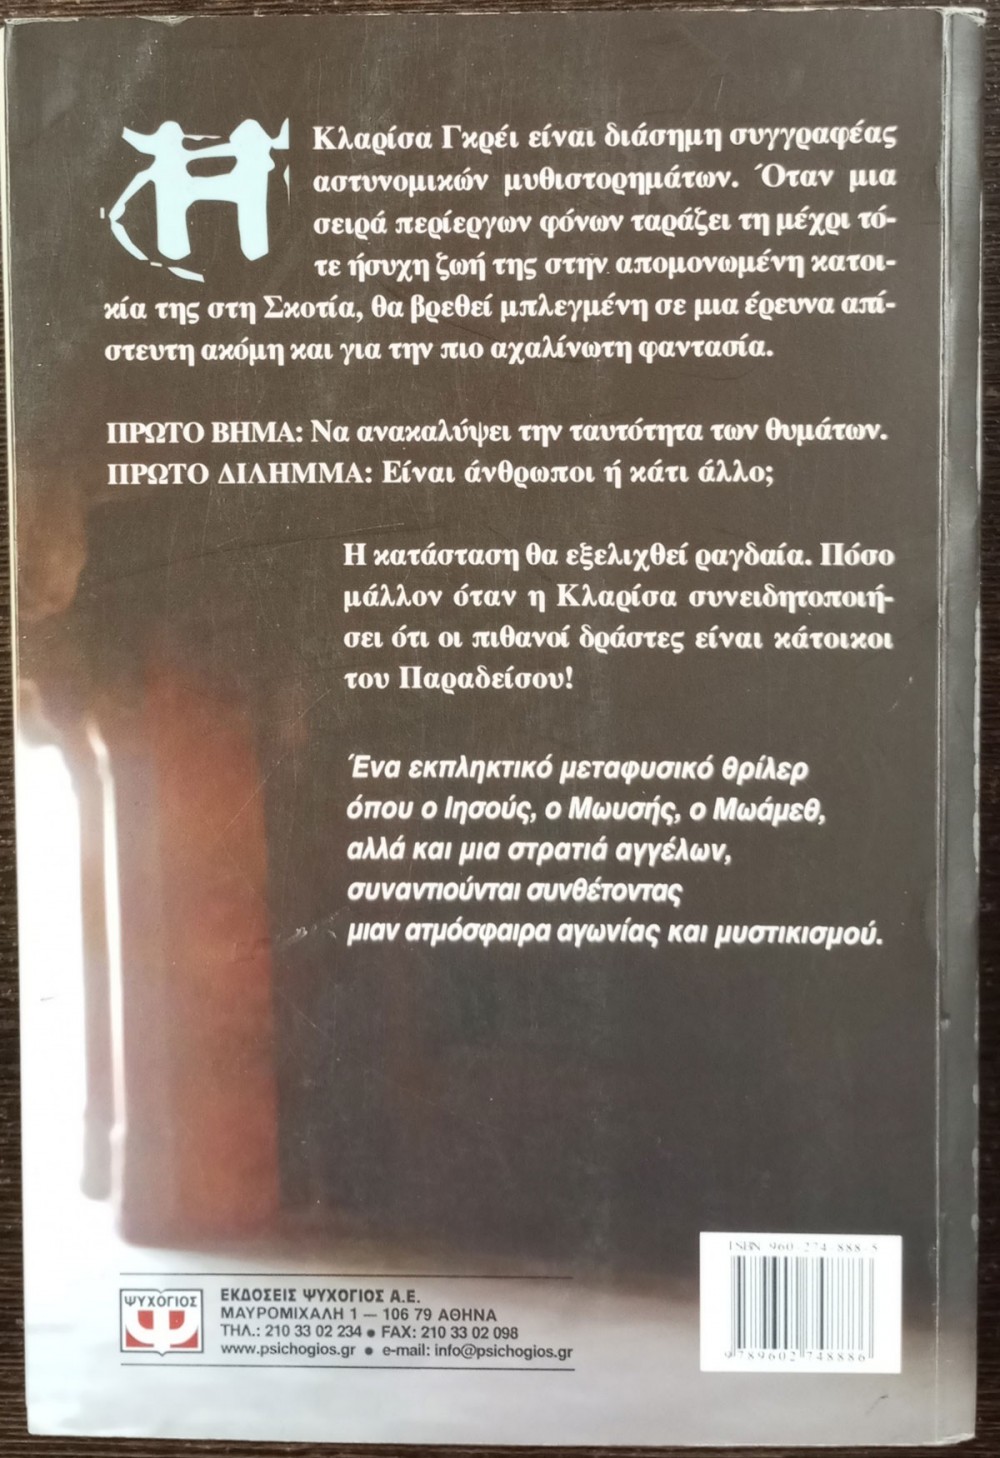 Η Κλαρίσα Γκρέι είναι διάσημη συγγραφέας
αστυνομικών μυθιστορημάτων. Όταν μια
σειρά περίεργων φόνων ταράζει τη μέχρι τό-
τε ήσυχη ζωή της στην απομονωμένη κατοι-
κία της στη Σκοτία, θα βρεθεί μπλεγμένη σε μια έρευνα απί-
στευτη ακόμη και για την πιο αχαλίνωτη φαντασία.
ΠΡΩΤΟ ΒΗΜΑ: Να ανακαλύψει την ταυτότητα των θυμάτων.
ΠΡΩΤΟ ΔΙΛΗΜΜΑ: Είναι άνθρωποι ή κάτι άλλο;
Η κατάσταση θα εξελιχθεί ραγδαία. Πόσο
μάλλον όταν η Κλαρίσα συνειδητοποιή-
σει ότι οι πιθανοί δράστες είναι κάτοικοι
του Παραδείσου!
Ένα εκπληκτικό μεταφυσικό θρίλερ
όπου ο Ιησούς, ο Μωυσής, ο Μωάμεθ,
αλλά και μια στρατιά αγγέλων,
συναντιούνται συνθέτοντας
μιαν ατμόσφαιρα αγωνίας και μυστικισμού.
ISBN 960-274-888-5
9 789602 748886
ΨΥΧΟΓΙΟΣ
ΕΚΔΟΣΕΙΣ ΨΥΧΟΓΙΟΣ Α.Ε.
ΜΑΥΡΟΜΙΧΑΛΗ 1 — 106 79 ΑΘΗΝΑ
ΤΗΛ.: 210 33 02 234 • FAX: 210 33 02 098
www.psichogios.gr • e-mail: info@psichogios.gr